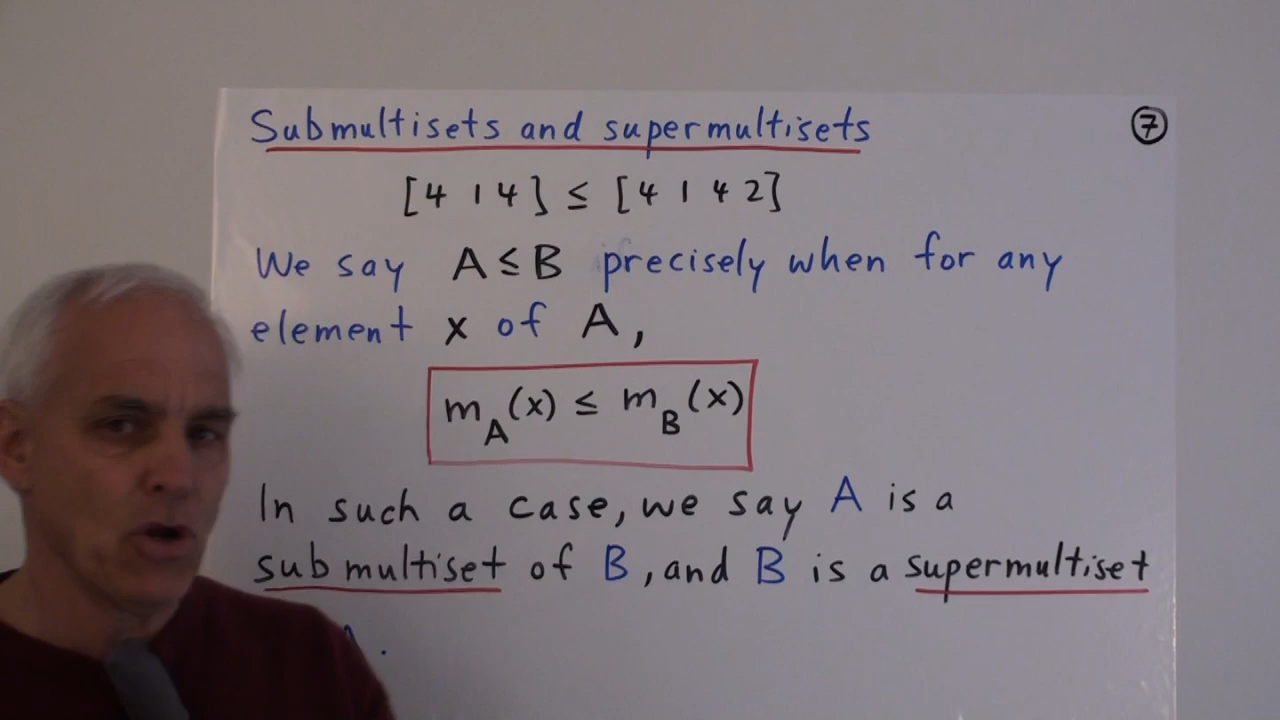 Submultisets and supermultisets
⑦
[4 1 4] ≤ [4 1 4 2]
We say A ≤ B precisely when for any
element x of A,
m_A(x) ≤ m_B(x)
In such a case, we say A is a
submultiset of B, and B is a supermultiset